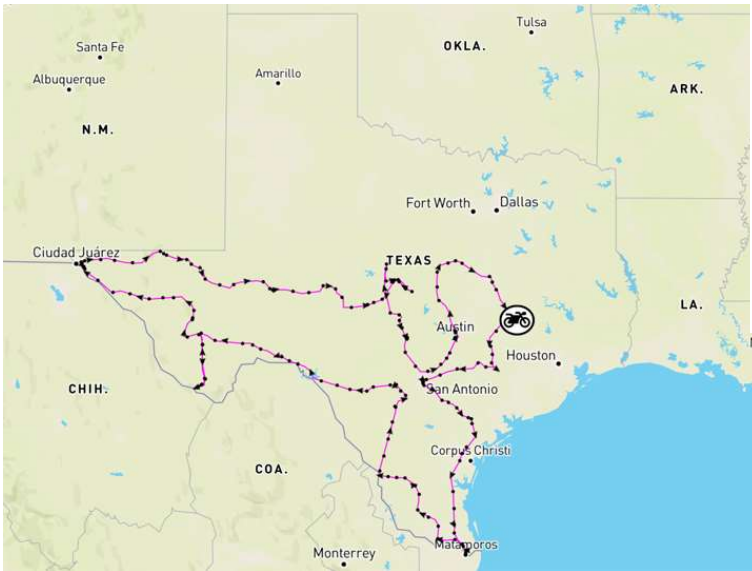 Tulsa
OKLA.
Santa Fe
Albuquerque
Amarillo
ARK.
N.M.
Fort Worth
Dallas
Ciudad Juárez
TEXAS
LA.
Austin
Houston
CHIH.
San Antonio
Corpus Christi
COA.
Matamoros
Monterrey